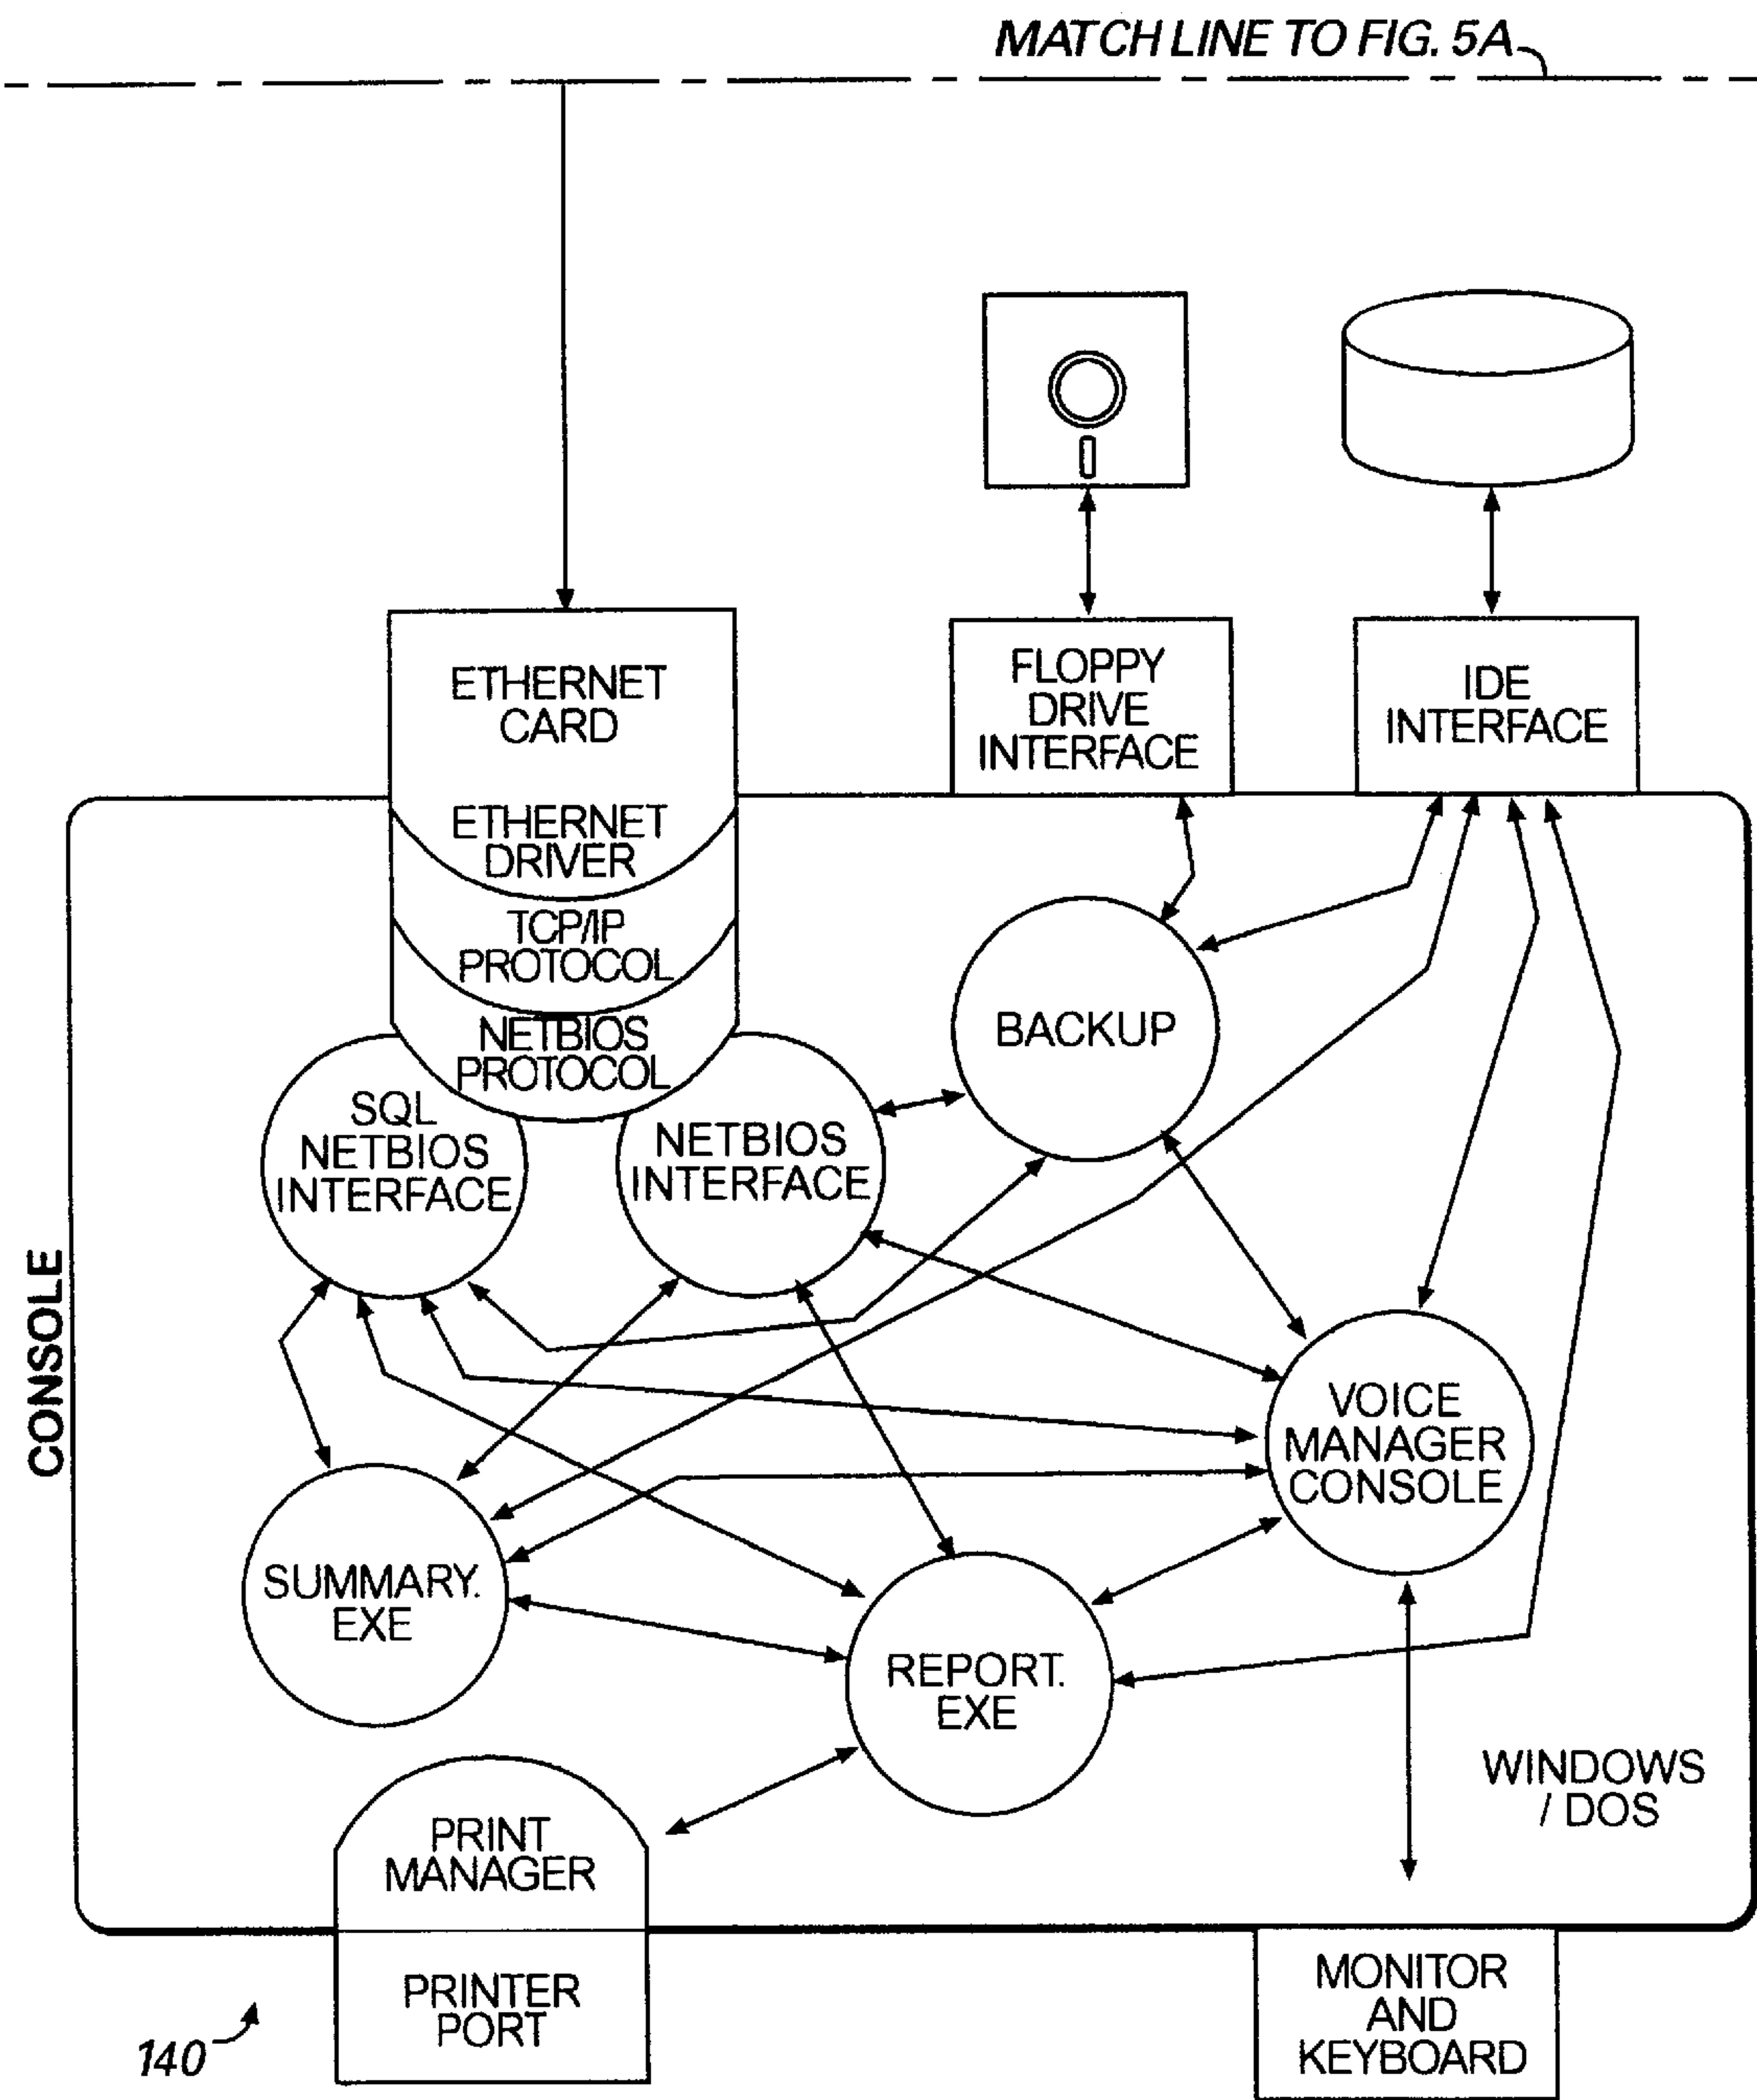 MATCH LINE TO FIG. 5A
ETHERNET
CARD
FLOPPY
DRIVE
INTERFACE
IDE
INTERFACE
ETHERNET
DRIVER
TCP/IP
PROTOCOL
NETBIOS
PROTOCOL
BACKUP
SQL
NETBIOS
INTERFACE
NETBIOS
INTERFACE
CONSOLE
VOICE
MANAGER
CONSOLE
SUMMARY.
EXE
REPORT.
EXE
WINDOWS
/ DOS
PRINT
MANAGER
PRINTER
PORT
MONITOR
AND
KEYBOARD
140